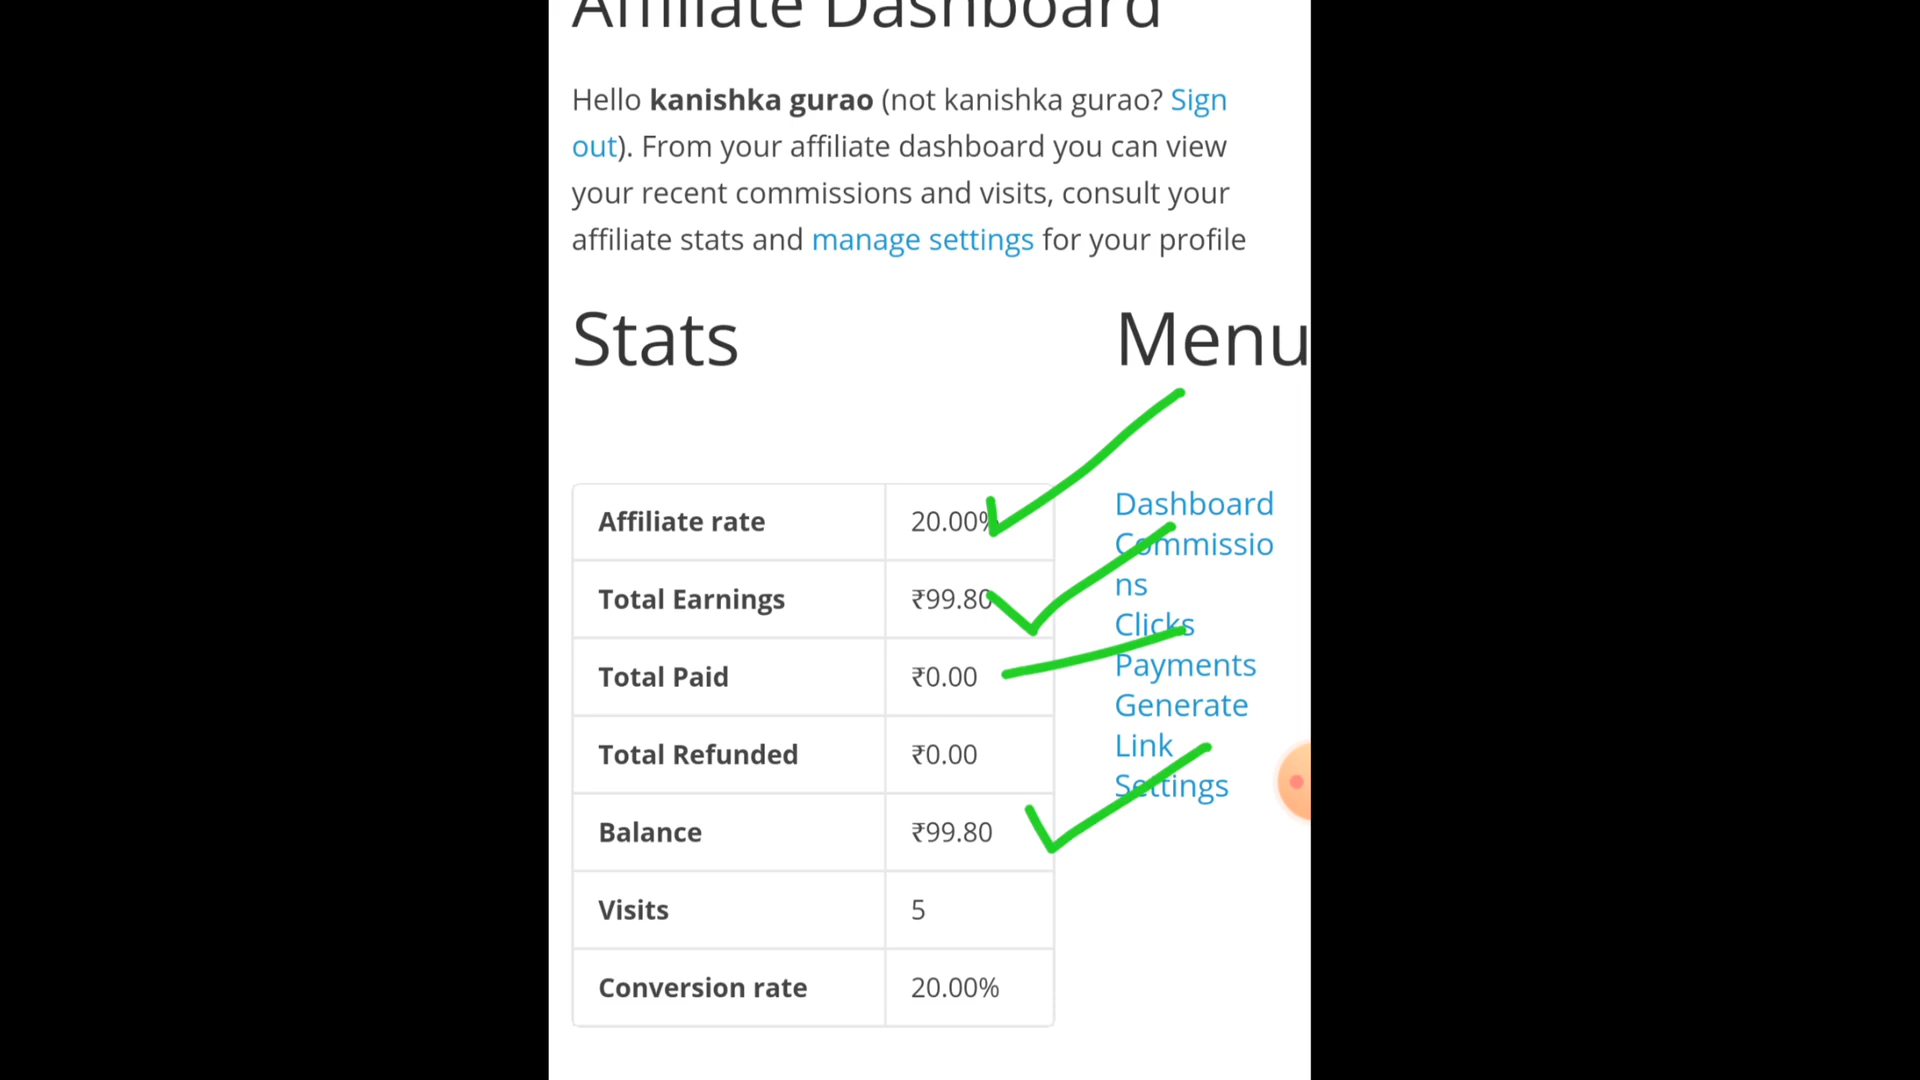 Affiliate Dashboard
Hello kanishka gurao (not kanishka gurao? Sign
out). From your affiliate dashboard you can view
your recent commissions and visits, consult your
affiliate stats and manage settings for your profile
Stats
Menu
Affiliate rate 20.00%
Total Earnings ₹99.80
Total Paid ₹0.00
Total Refunded ₹0.00
Balance ₹99.80
Visits 5
Conversion rate 20.00%
Dashboard
Commissio
ns
Clicks
Payments
Generate
Link
Settings